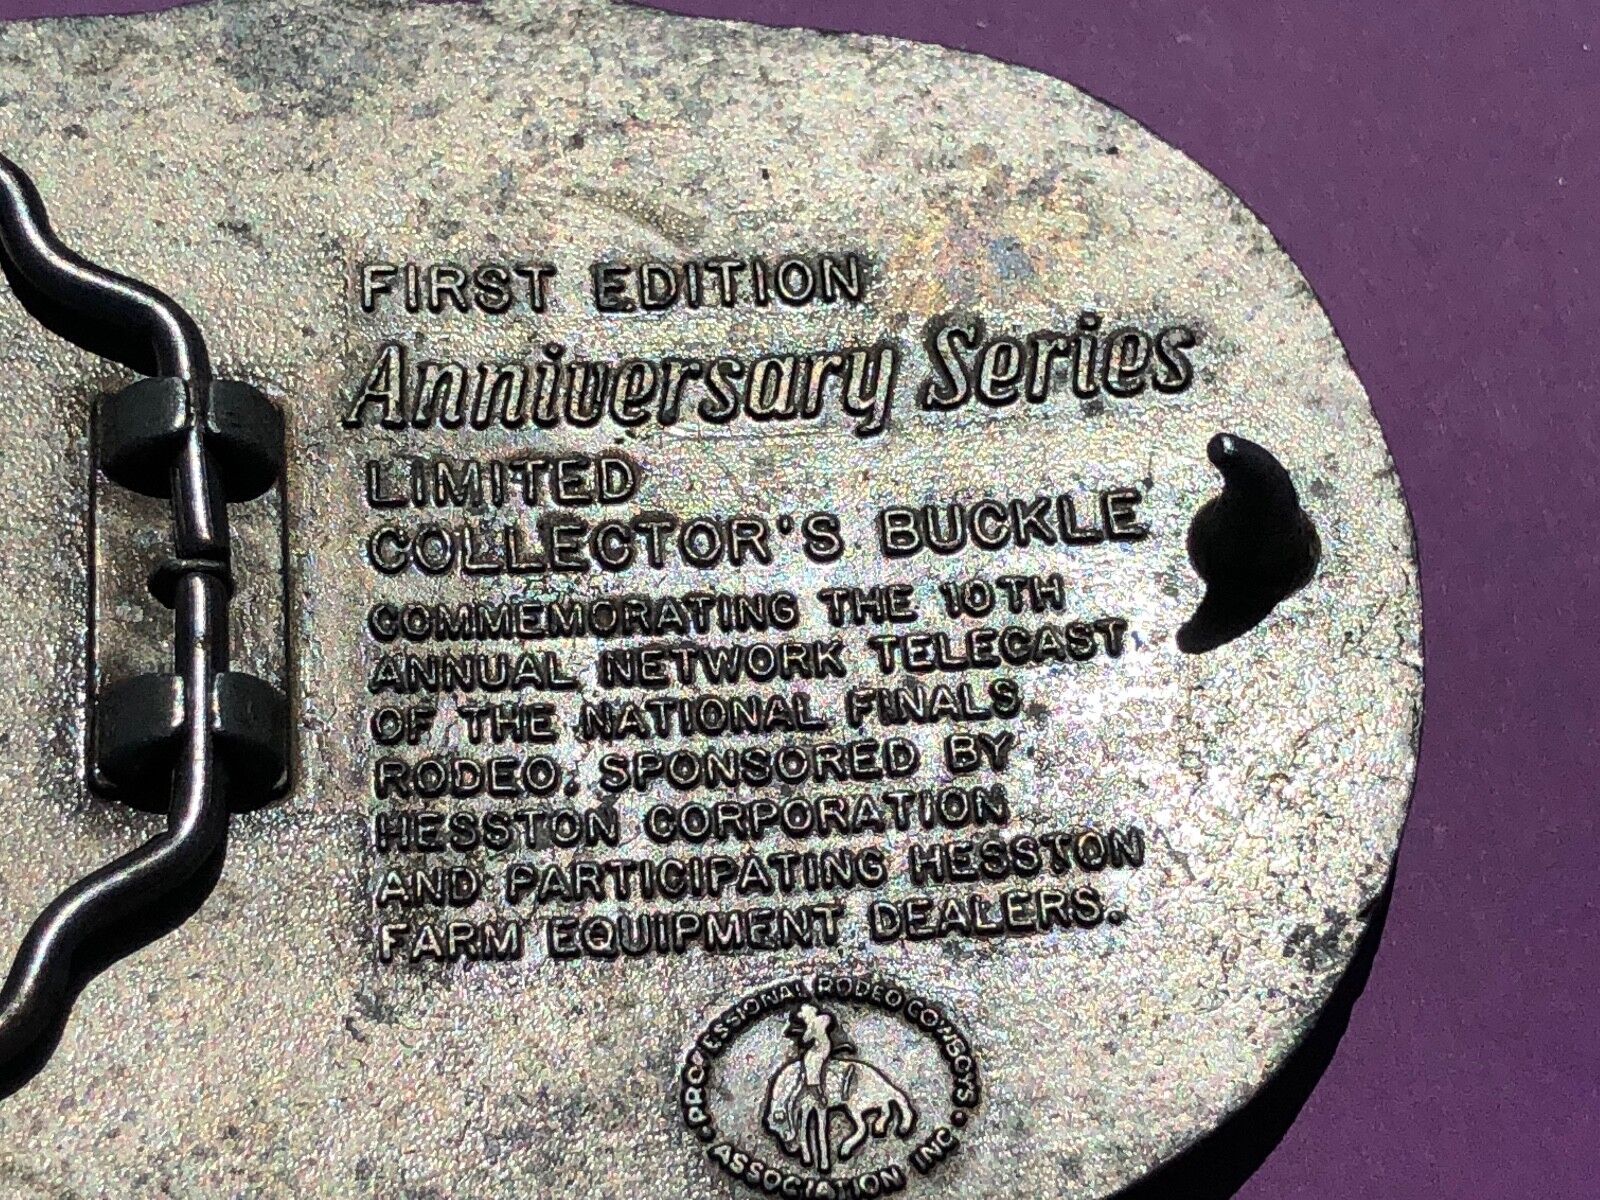 FIRST EDITION
Anniversary Series
LIMITED
COLLECTOR'S BUCKLE
COMMEMORATING THE 10TH
ANNUAL NETWORK TELECAST
OF THE NATIONAL FINALS
RODEO. SPONSORED BY
HESSTON CORPORATION
AND PARTICIPATING HESSTON
FARM EQUIPMENT DEALERS.
PROFESSIONAL RODEO COWBOYS
• ASSOCIATION INC •